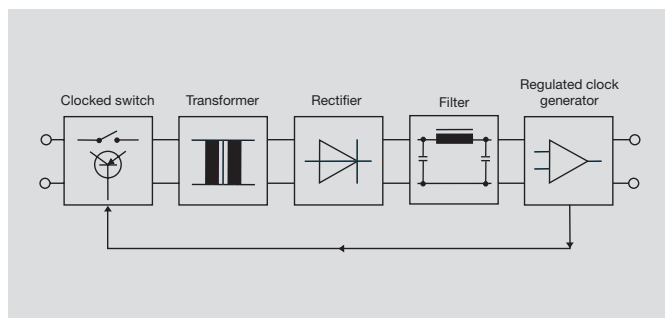 Clocked switch
Transformer
Rectifier
Filter
Regulated clock
generator